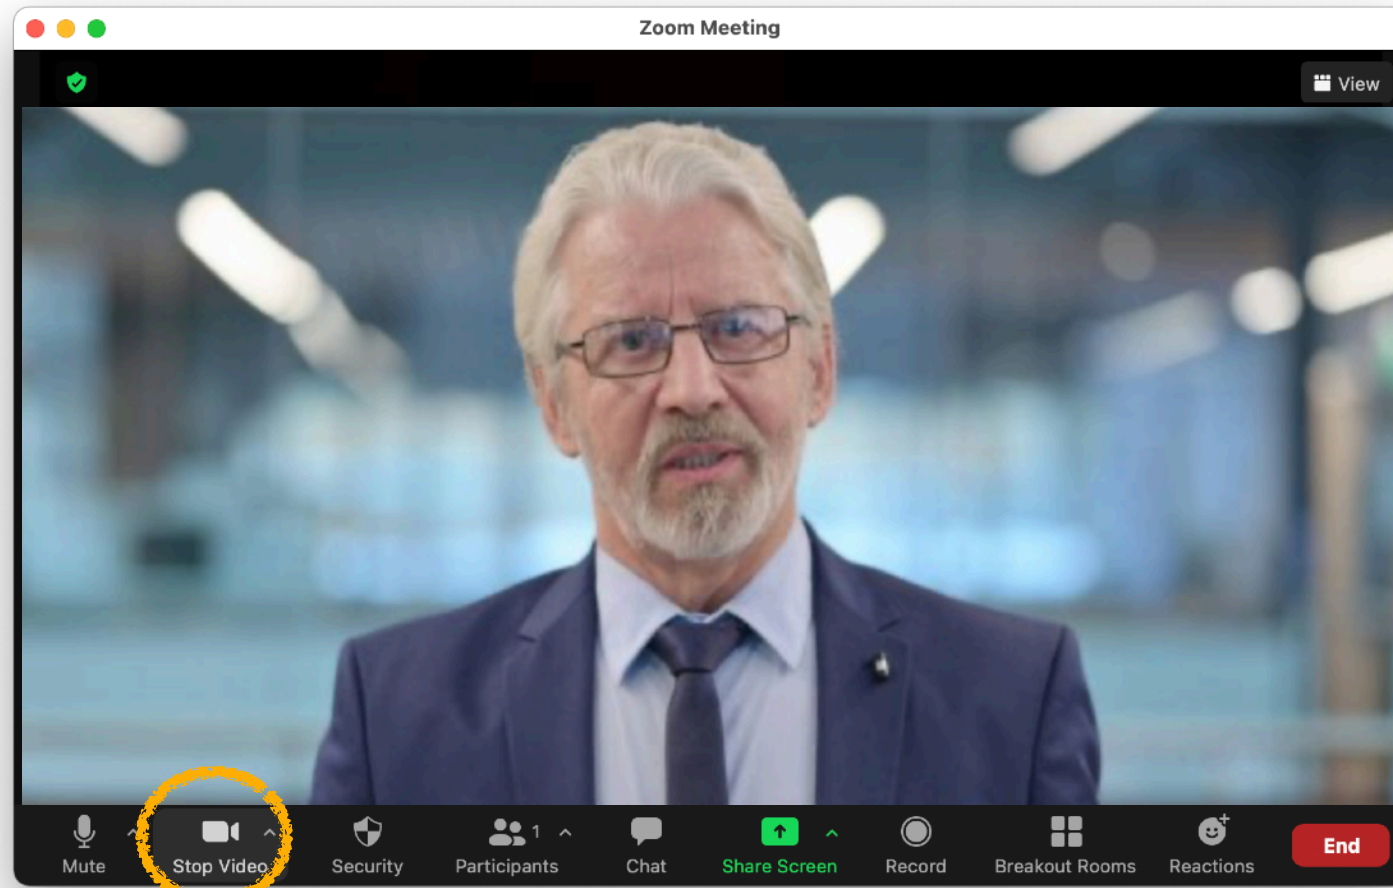 Zoom Meeting
View
1
Mute Stop Video Security Participants Chat Share Screen Record Breakout Rooms Reactions End